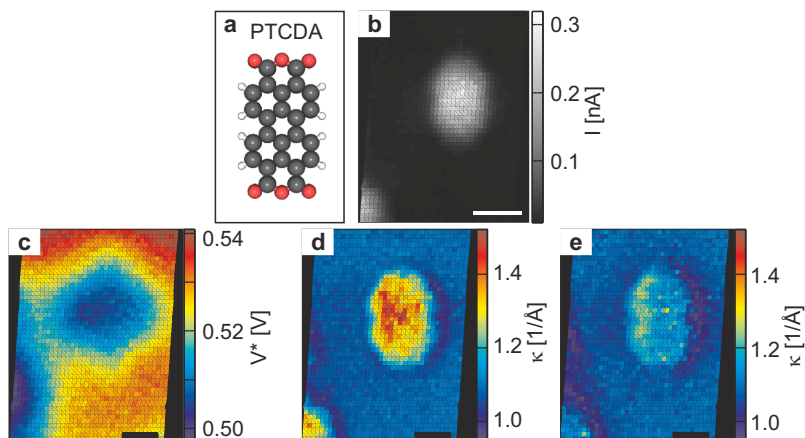 a PTCDA
b
0.3
0.2
0.1
I [nA]
c
0.54
0.52
0.50
V* [V]
d
1.4
1.2
1.0
κ [1/Å]
e
1.4
1.2
1.0
κ [1/Å]